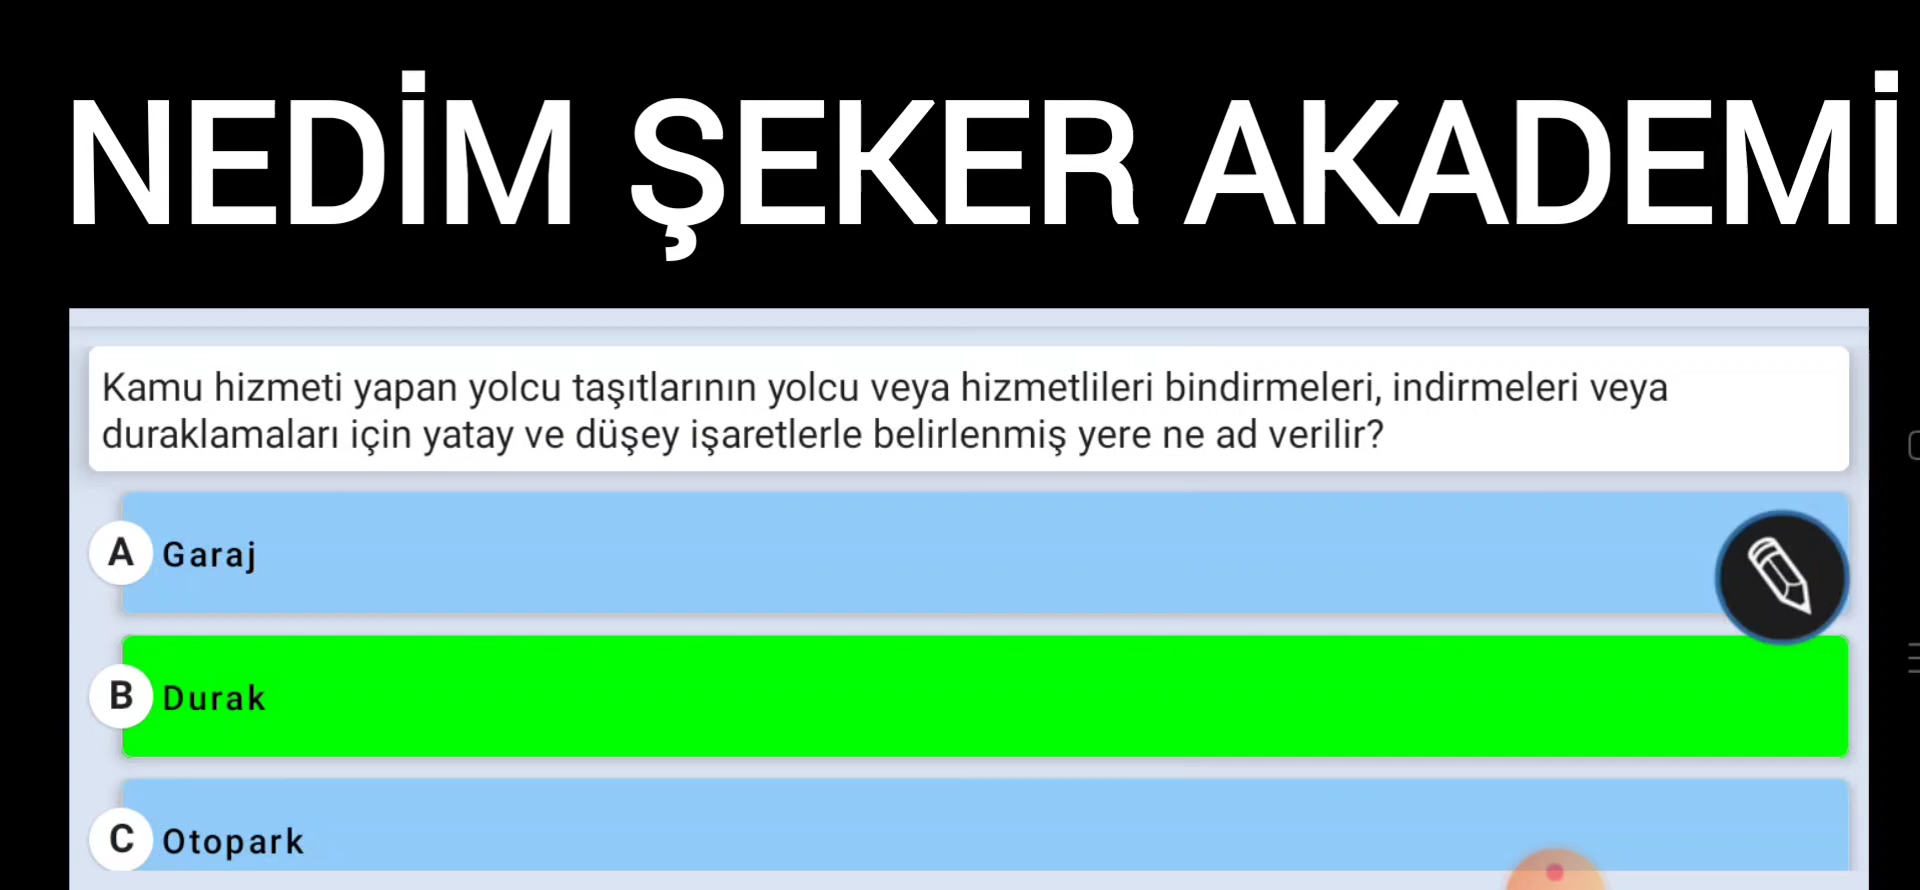 NEDİM ŞEKER AKADEMİ
Kamu hizmeti yapan yolcu taşıtlarının yolcu veya hizmetlileri bindirmeleri, indirmeleri veya
duraklamaları için yatay ve düşey işaretlerle belirlenmiş yere ne ad verilir?
A Garaj
B Durak
C Otopark